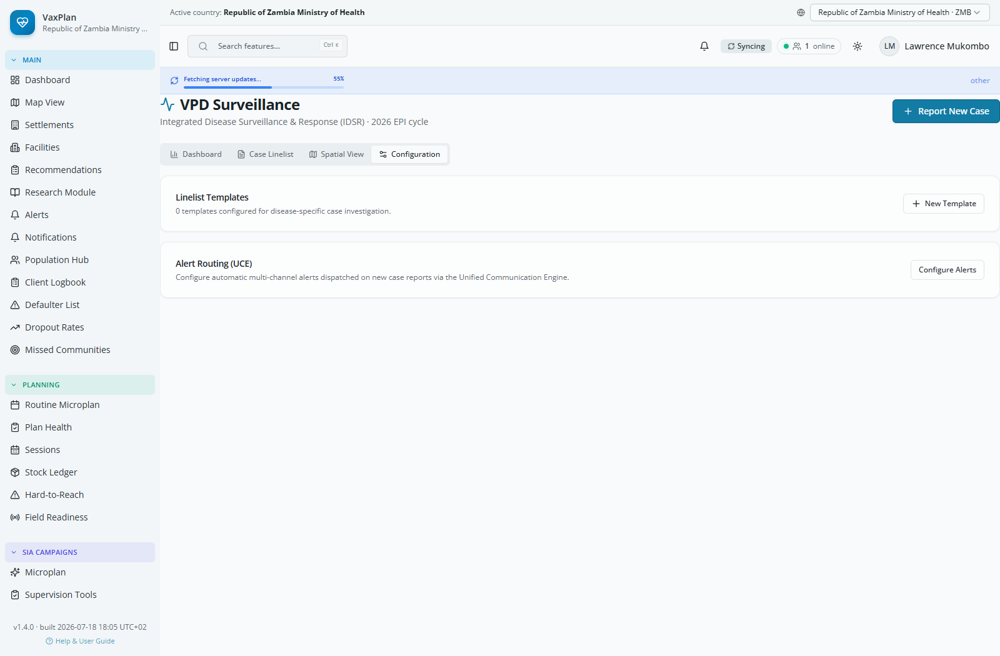 VaxPlan
Republic of Zambia Ministry ...
MAIN
Dashboard
Map View
Settlements
Facilities
Recommendations
Research Module
Alerts
Notifications
Population Hub
Client Logbook
Defaulter List
Dropout Rates
Missed Communities
PLANNING
Routine Microplan
Plan Health
Sessions
Stock Ledger
Hard-to-Reach
Field Readiness
SIA CAMPAIGNS
Microplan
Supervision Tools
v1.4.0 · built 2026-07-18 18:05 UTC+02
Help & User Guide
Active country: Republic of Zambia Ministry of Health
Republic of Zambia Ministry of Health · ZMB
Search features...
Ctrl K
Syncing
1 online
LM
Lawrence Mukombo
Fetching server updates...
55%
other
VPD Surveillance
Integrated Disease Surveillance & Response (IDSR) · 2026 EPI cycle
Report New Case
Dashboard
Case Linelist
Spatial View
Configuration
Linelist Templates
0 templates configured for disease-specific case investigation.
New Template
Alert Routing (UCE)
Configure automatic multi-channel alerts dispatched on new case reports via the Unified Communication Engine.
Configure Alerts